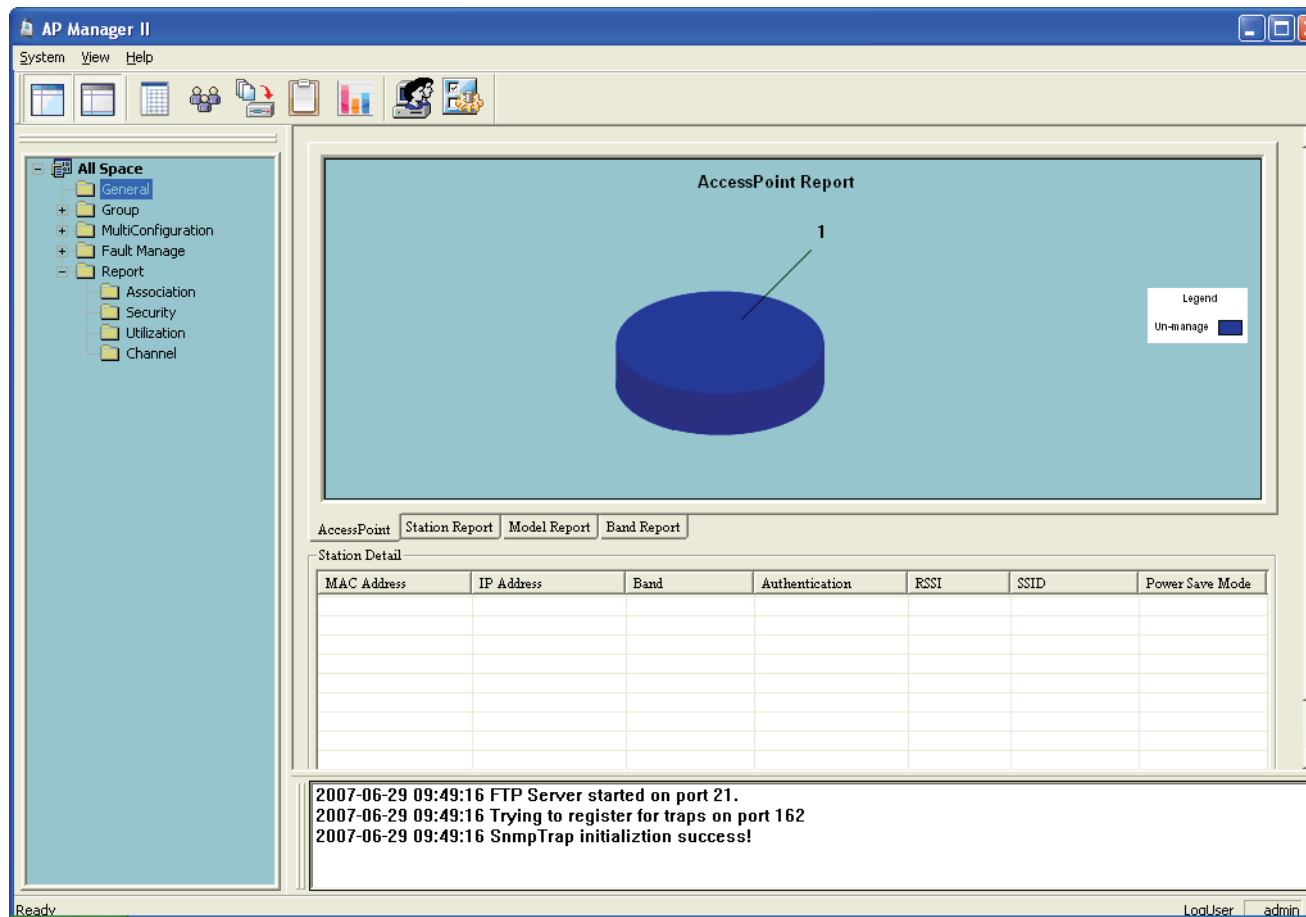 AP Manager II
System View Help
All Space
General
Group
MultiConfiguration
Fault Manage
Report
Association
Security
Utilization
Channel
AccessPoint Report
1
Legend
Un-manage
AccessPoint Station Report Model Report Band Report
Station Detail
MAC Address IP Address Band Authentication RSSI SSID Power Save Mode
2007-06-29 09:49:16 FTP Server started on port 21.
2007-06-29 09:49:16 Trying to register for traps on port 162
2007-06-29 09:49:16 SnmpTrap initializtion success!
Ready LogUser admin